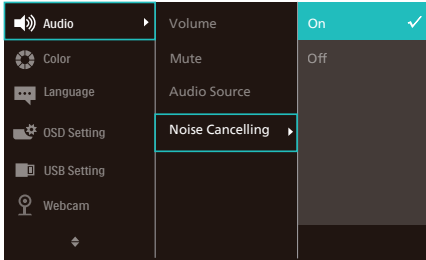 Audio
Color
Language
OSD Setting
USB Setting
Webcam
Volume
Mute
Audio Source
Noise Cancelling
On
Off